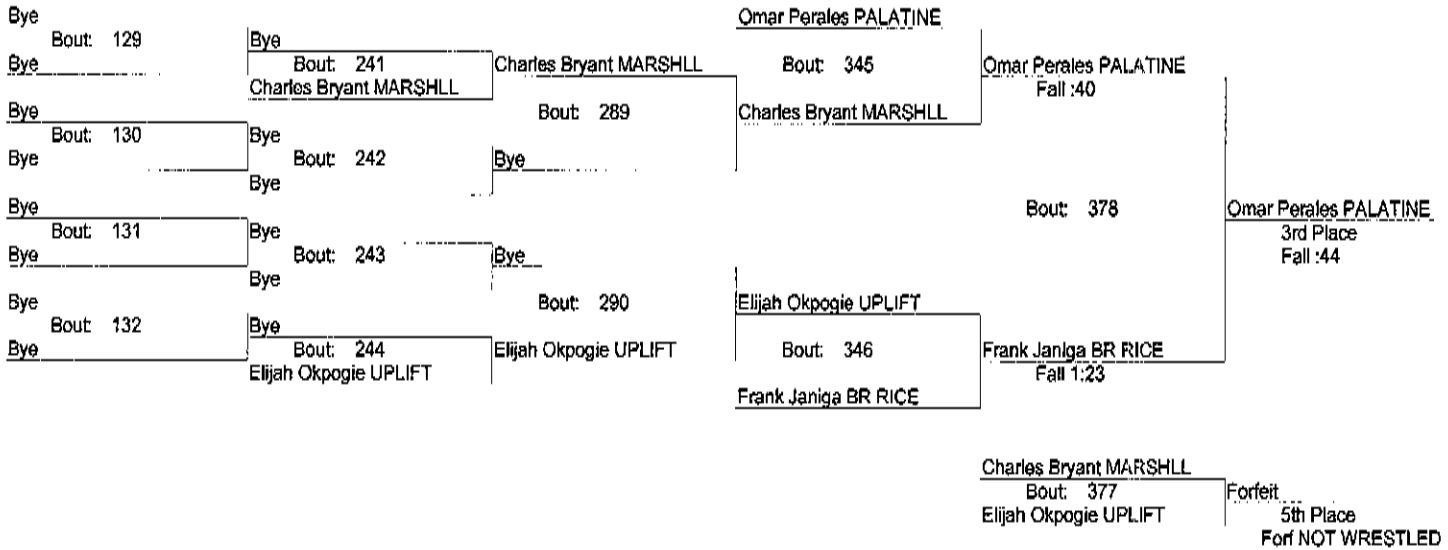 Bye
Bout: 129
Bye
Bye
Bout: 130
Bye
Bye
Bout: 131
Bye
Bye
Bout: 132
Bye
Bye
Bout: 241
Charles Bryant MARSHLL
Bye
Bout: 242
Bye
Bye
Bout: 243
Bye
Bye
Bout: 244
Elijah Okpogie UPLIFT
Charles Bryant MARSHLL
Bout: 289
Bye
Bye
Bout: 290
Elijah Okpogie UPLIFT
Omar Perales PALATINE
Bout: 345
Charles Bryant MARSHLL
Elijah Okpogie UPLIFT
Bout: 346
Frank Janiga BR RICE
Omar Perales PALATINE
Fall :40
Bout: 378
Frank Janiga BR RICE
Fall 1:23
Omar Perales PALATINE
3rd Place
Fall :44
Charles Bryant MARSHLL
Bout: 377
Elijah Okpogie UPLIFT
Forfeit
5th Place
Forf NOT WRESTLED